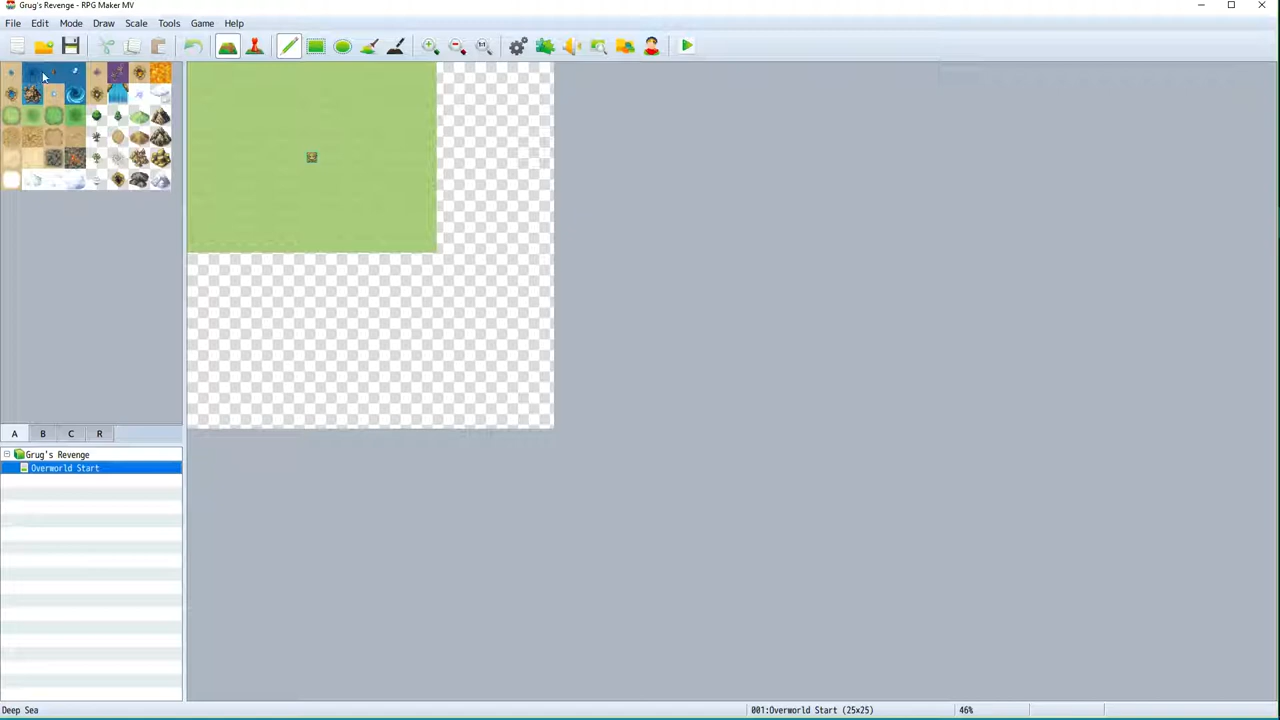 Grug's Revenge - RPG Maker MV
File Edit Mode Draw Scale Tools Game Help
A B C R
Grug's Revenge
Overworld Start
Deep Sea
001:Overworld Start (25x25)
46%